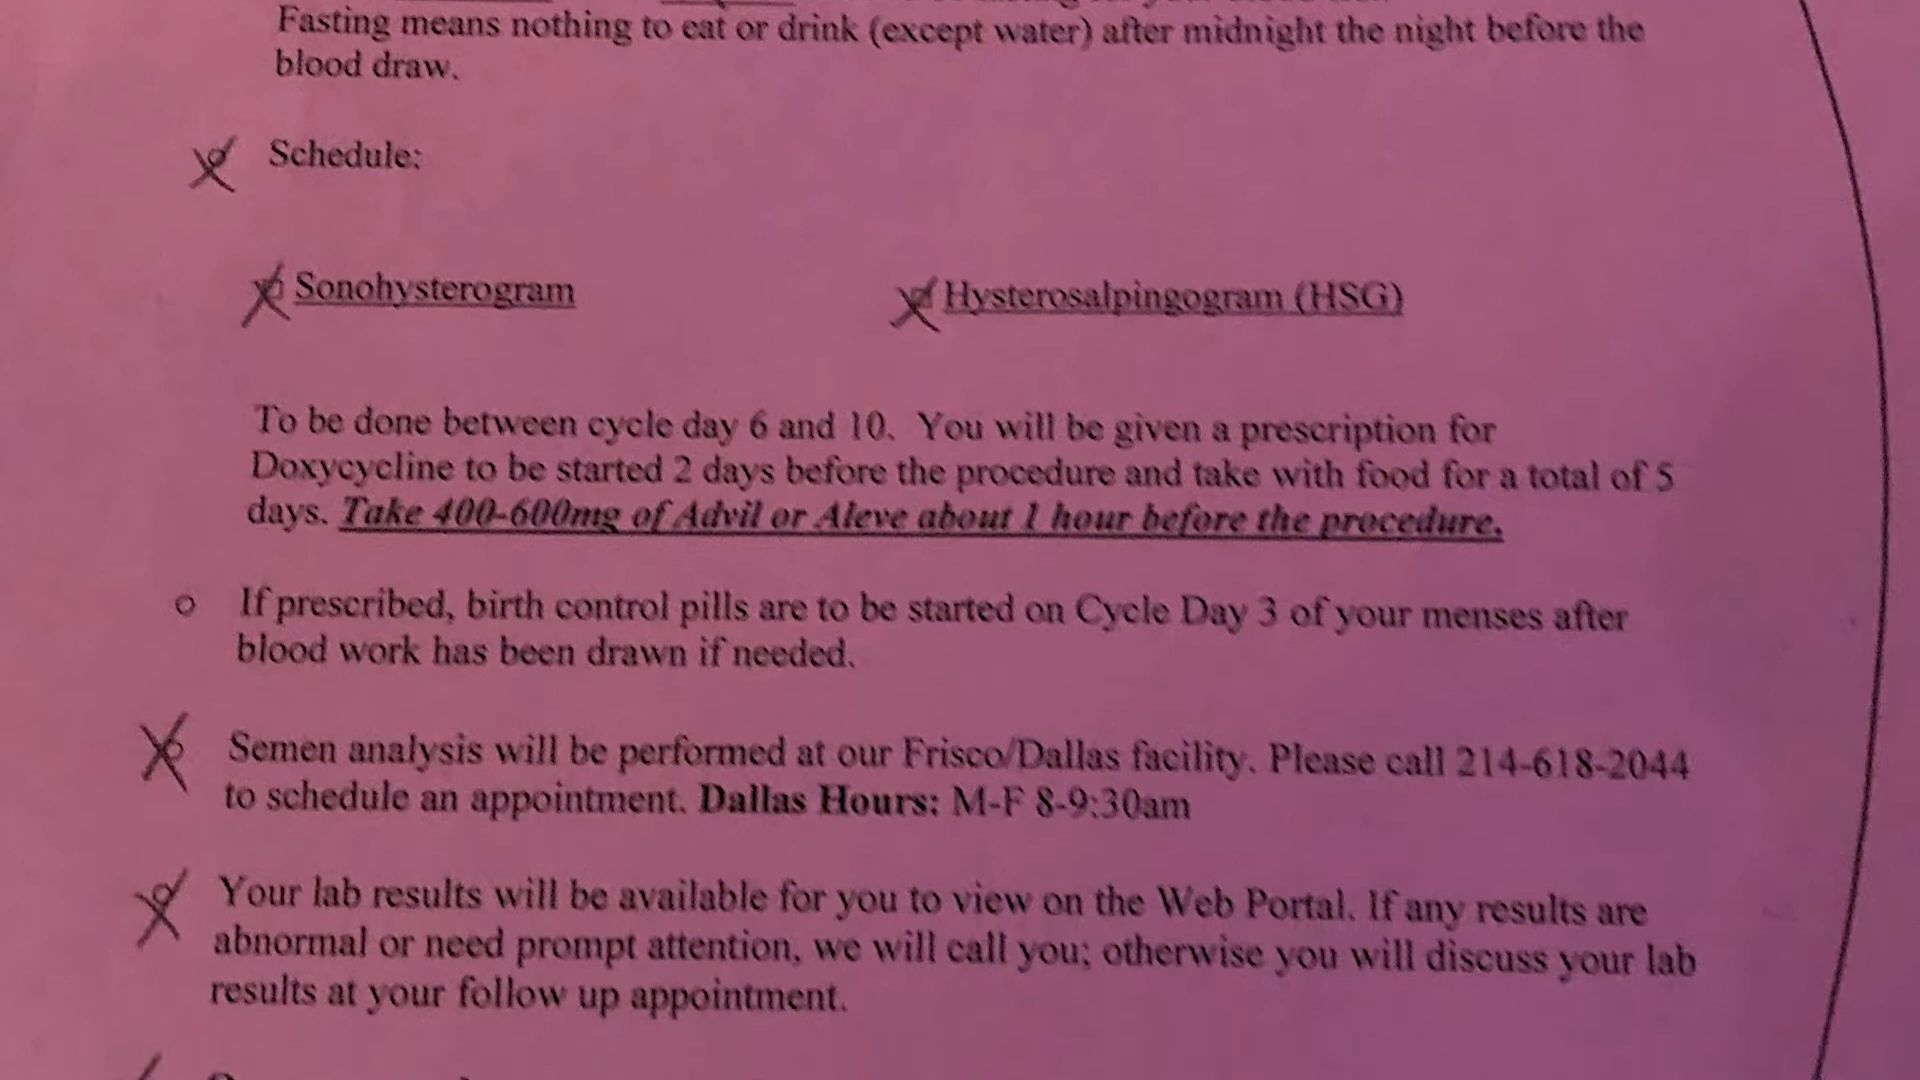 Fasting means nothing to eat or drink (except water) after midnight the night before the
blood draw.
Schedule:
Sonohysterogram
Hysterosalpingogram (HSG)
To be done between cycle day 6 and 10. You will be given a prescription for
Doxycycline to be started 2 days before the procedure and take with food for a total of 5
days. Take 400-600mg of Advil or Aleve about 1 hour before the procedure.
o If prescribed, birth control pills are to be started on Cycle Day 3 of your menses after
blood work has been drawn if needed.
Semen analysis will be performed at our Frisco/Dallas facility. Please call 214-618-2044
to schedule an appointment. Dallas Hours: M-F 8-9:30am
Your lab results will be available for you to view on the Web Portal. If any results are
abnormal or need prompt attention, we will call you; otherwise you will discuss your lab
results at your follow up appointment.